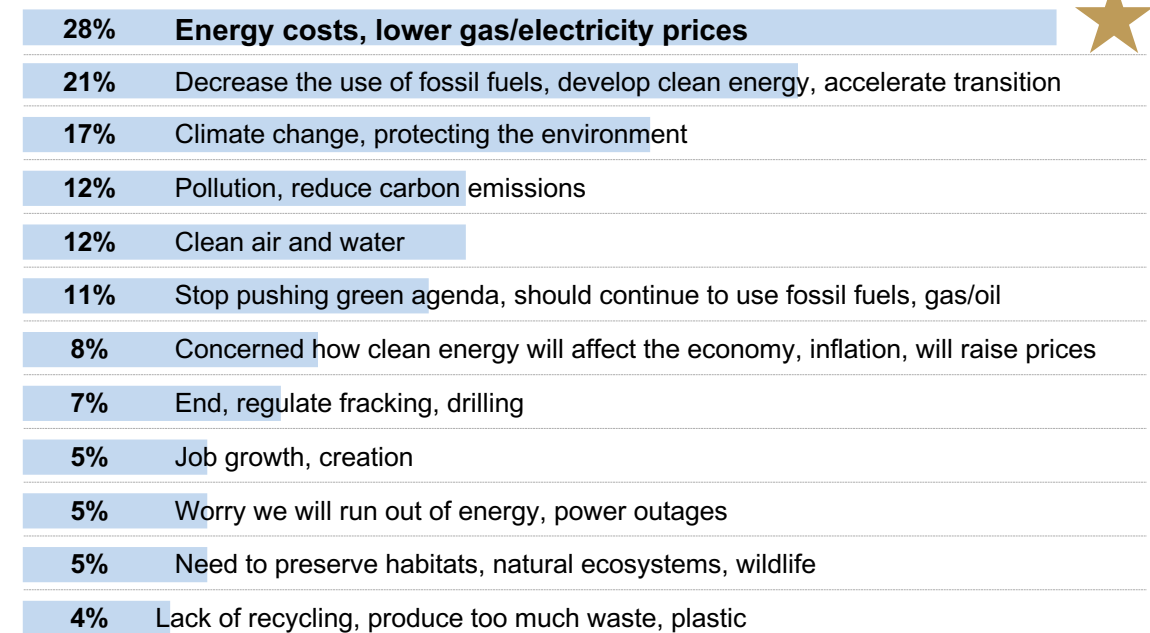 28% Energy costs, lower gas/electricity prices
21% Decrease the use of fossil fuels, develop clean energy, accelerate transition
17% Climate change, protecting the environment
12% Pollution, reduce carbon emissions
12% Clean air and water
11% Stop pushing green agenda, should continue to use fossil fuels, gas/oil
8% Concerned how clean energy will affect the economy, inflation, will raise prices
7% End, regulate fracking, drilling
5% Job growth, creation
5% Worry we will run out of energy, power outages
5% Need to preserve habitats, natural ecosystems, wildlife
4% Lack of recycling, produce too much waste, plastic